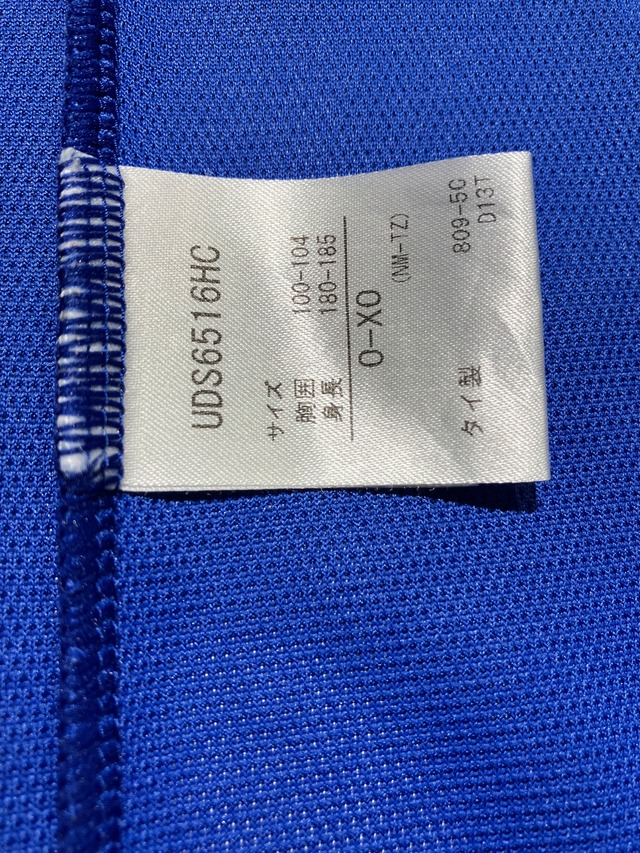 UDS6516HC
サイズ
胸囲 100-104
身長 180-185
O-XO
(NM-TZ)
タイ製 809-50
D13T